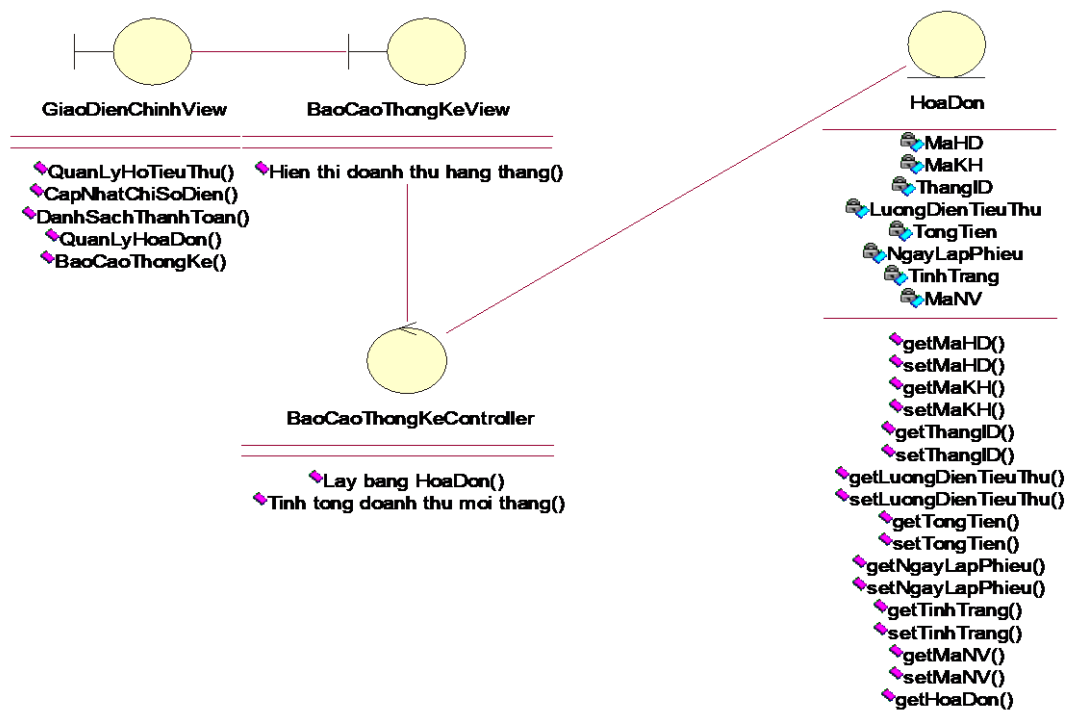 GiaoDienChinhView
QuanLyHoTieuThu()
CapNhatChiSoDien()
DanhSachThanhToan()
QuanLyHoaDon()
BaoCaoThongKe()
BaoCaoThongKeView
Hien thi doanh thu hang thang()
BaoCaoThongKeController
Lay bang HoaDon()
Tinh tong doanh thu moi thang()
HoaDon
MaHD
MaKH
ThangID
LuongDienTieuThu
TongTien
NgayLapPhieu
TinhTrang
MaNV
getMaHD()
setMaHD()
getMaKH()
setMaKH()
getThangID()
setThangID()
getLuongDienTieuThu()
setLuongDienTieuThu()
getTongTien()
setTongTien()
getNgayLapPhieu()
setNgayLapPhieu()
getTinhTrang()
setTinhTrang()
getMaNV()
setMaNV()
getHoaDon()